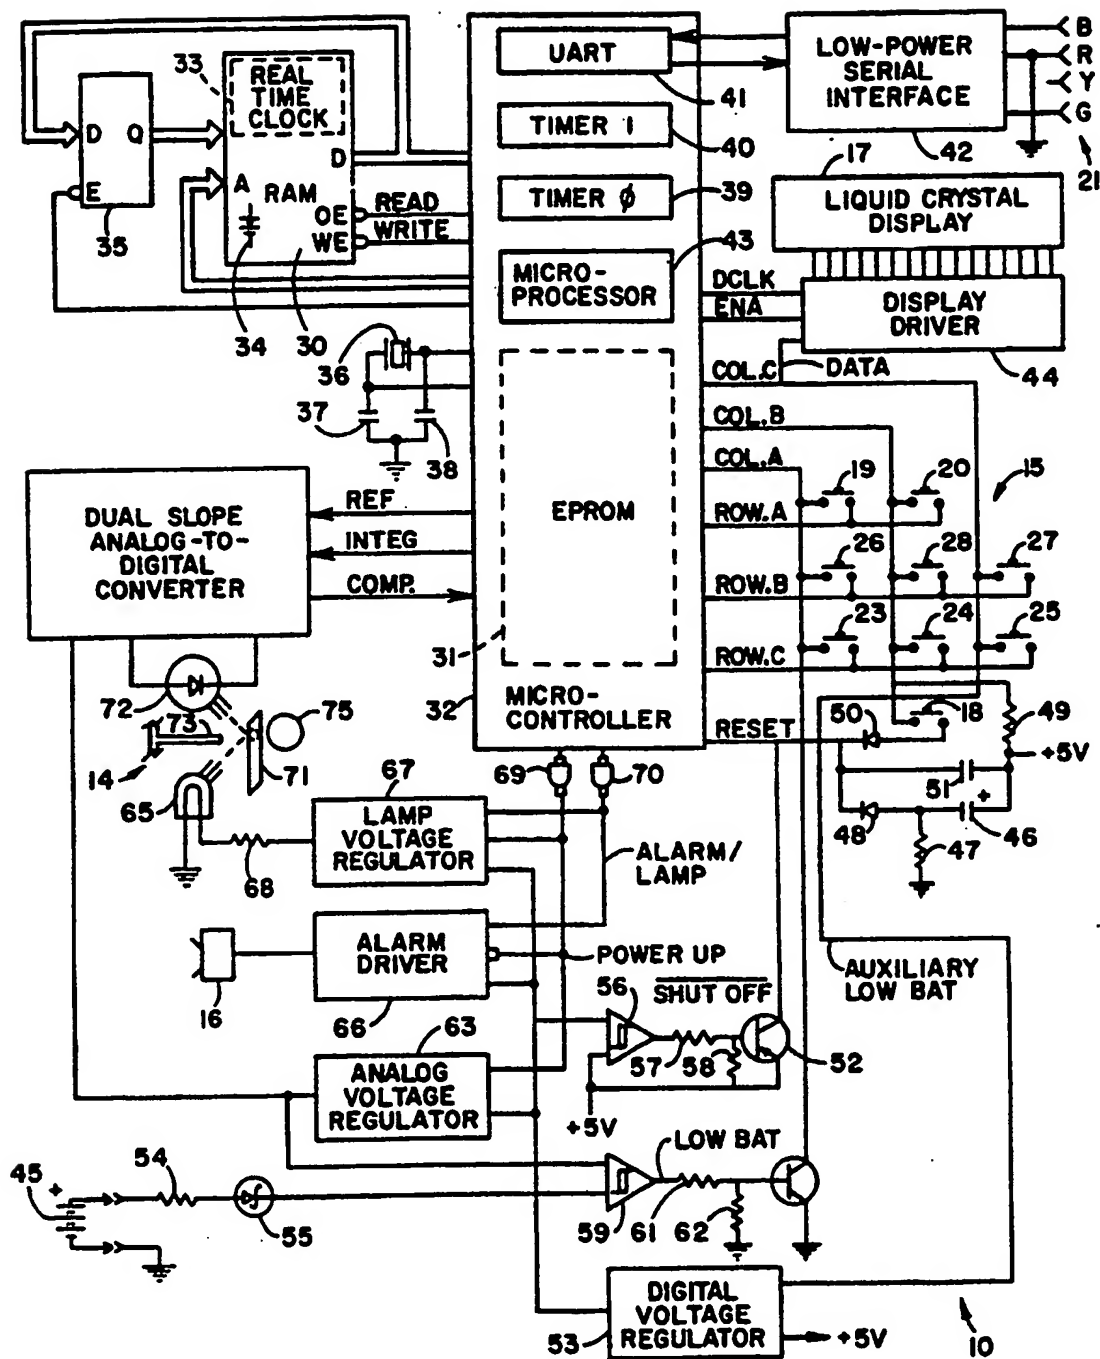 UART
41
LOW-POWER
SERIAL
INTERFACE
42
B
R
Y
G
21
33
REAL
TIME
CLOCK
D
Q
E
35
A
RAM
D
OE
WE
READ
WRITE
34
30
TIMER 1
40
TIMER Ø
39
43
MICRO-
PROCESSOR
17
LIQUID CRYSTAL
DISPLAY
DCLK
ENA
DISPLAY
DRIVER
44
DATA
36
37
38
COL.C
COL.B
COL.A
ROW.A
ROW.B
ROW.C
RESET
19
20
15
26
28
27
23
24
25
EPROM
31
32
MICRO-
CONTROLLER
DUAL SLOPE
ANALOG-TO-
DIGITAL
CONVERTER
REF
INTEG
COMP.
72
73
75
14
71
65
68
50
18
49
+5V
51
48
46
+
47
69
70
67
LAMP
VOLTAGE
REGULATOR
ALARM/
LAMP
ALARM
DRIVER
16
66
POWER UP
AUXILIARY
LOW BAT
56
SHUT OFF
57
58
52
+5V
63
ANALOG
VOLTAGE
REGULATOR
LOW BAT
45
+
54
55
59
61
62
DIGITAL
VOLTAGE
REGULATOR
53
+5V
10